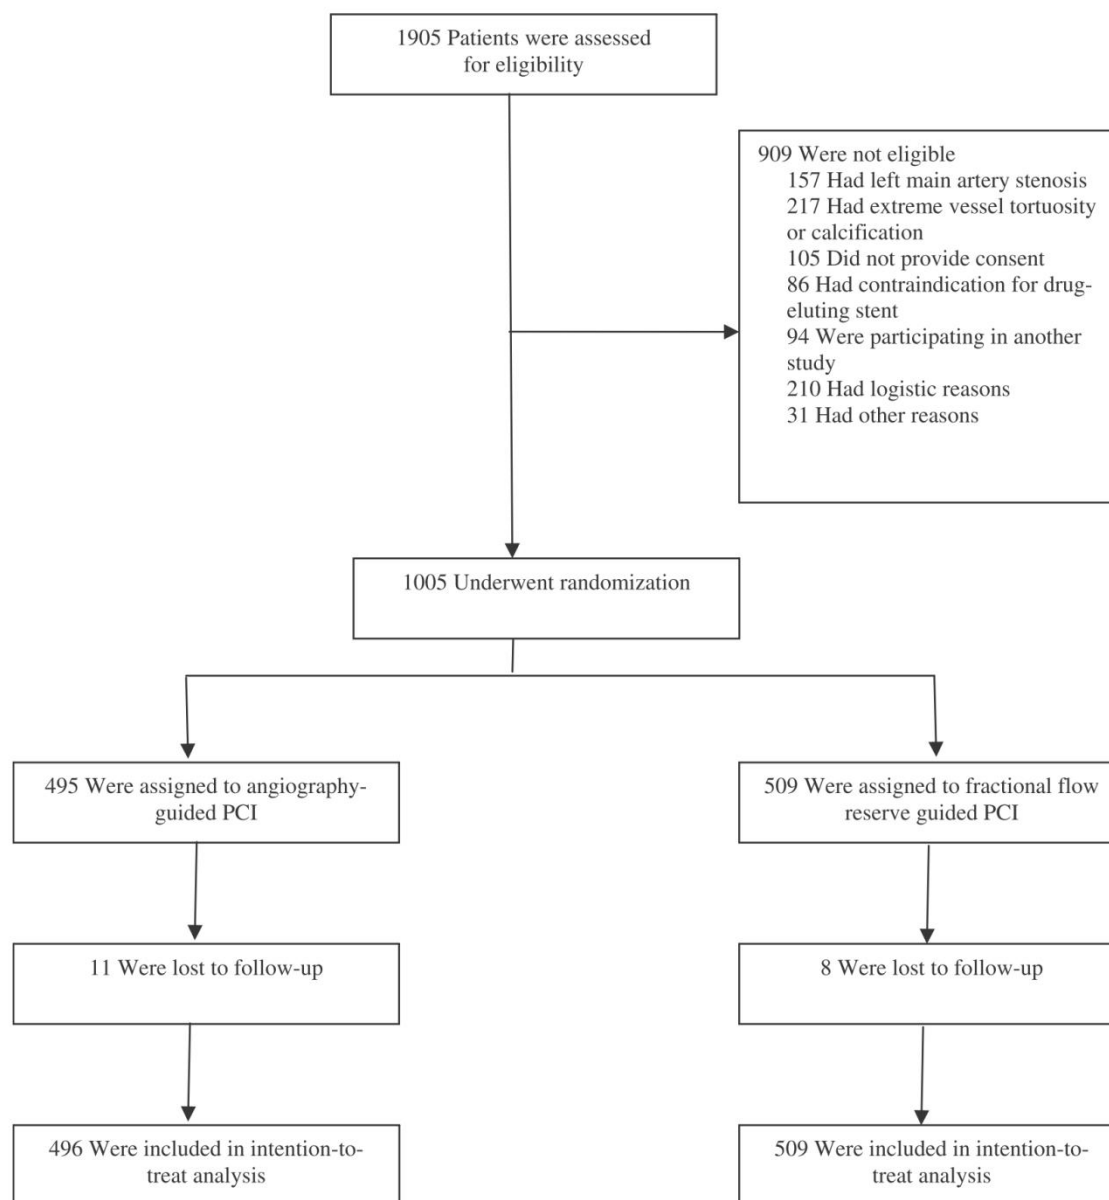 1905 Patients were assessed
for eligibility
909 Were not eligible
157 Had left main artery stenosis
217 Had extreme vessel tortuosity
or calcification
105 Did not provide consent
86 Had contraindication for drug-
eluting stent
94 Were participating in another
study
210 Had logistic reasons
31 Had other reasons
1005 Underwent randomization
495 Were assigned to angiography-
guided PCI
509 Were assigned to fractional flow
reserve guided PCI
11 Were lost to follow-up
8 Were lost to follow-up
496 Were included in intention-to-
treat analysis
509 Were included in intention-to-
treat analysis